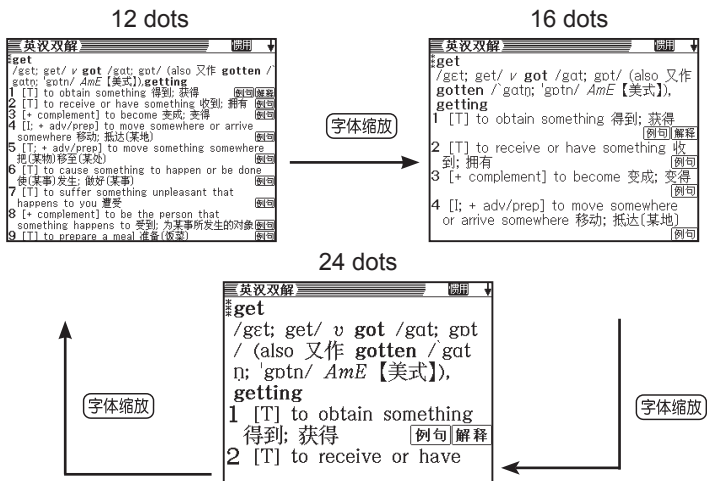 12 dots
英汉双解 惯用
get
/gɛt; get/ v got /gɑt; gɒt/ (also 又作 gotten /ˋ
gɑtn̩; ˈgɒtn/ AmE【美式】),getting
1 [T] to obtain something 得到; 获得 例句 解释
2 [T] to receive or have something 收到; 拥有 例句
3 [+ complement] to become 变成; 变得 例句
4 [I; + adv/prep] to move somewhere or arrive
somewhere 移动; 抵达(某地) 例句
5 [T; + adv/prep] to move something somewhere
把(某物)移至(某处) 例句
6 [T] to cause something to happen or be done
使(某事)发生; 做好(某事) 例句
7 [T] to suffer something unpleasant that
happens to you 遭受 例句
8 [+ complement] to be the person that
something happens to 受到; 为某事所发生的对象 例句
9 [T] to prepare a meal 准备(饭菜) 例句
字体缩放
16 dots
英汉双解 惯用
get
/gɛt; get/ v got /gɑt; gɒt/ (also 又作
gotten /ˋgɑtn̩; ˈgɒtn/ AmE【美式】),
getting
1 [T] to obtain something 得到; 获得
例句 解释
2 [T] to receive or have something 收
到; 拥有 例句
3 [+ complement] to become 变成; 变得
例句
4 [I; + adv/prep] to move somewhere
or arrive somewhere 移动; 抵达(某地)
例句
24 dots
英汉双解 惯用
get
/gɛt; get/ v got /gɑt; gɒt
/ (also 又作 gotten /ˋgɑt
n̩; ˈgɒtn/ AmE【美式】),
getting
1 [T] to obtain something
得到; 获得 例句 解释
2 [T] to receive or have
字体缩放
字体缩放